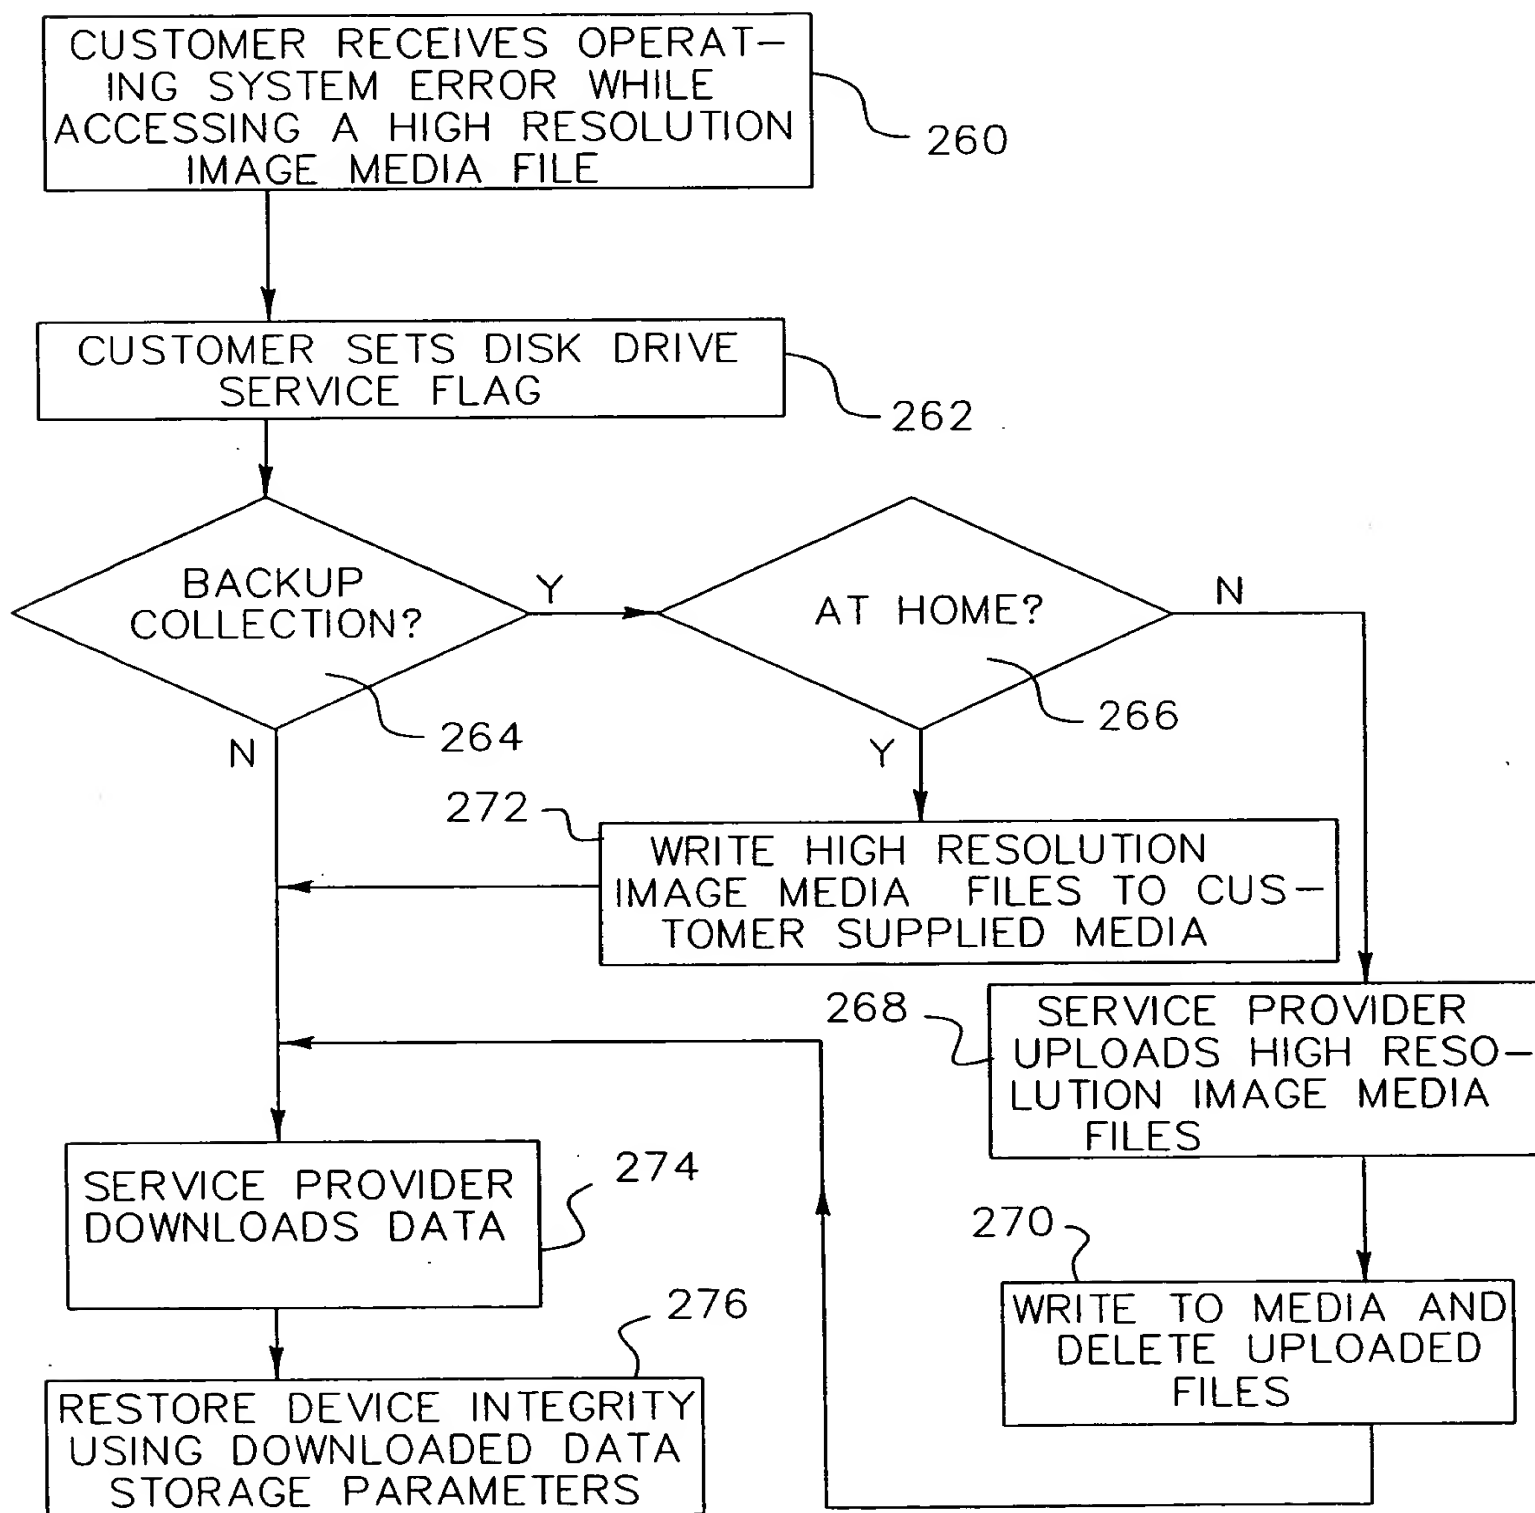 CUSTOMER RECEIVES OPERAT-
ING SYSTEM ERROR WHILE
ACCESSING A HIGH RESOLUTION
IMAGE MEDIA FILE
260
CUSTOMER SETS DISK DRIVE
SERVICE FLAG
262
BACKUP
COLLECTION?
Y
264
N
AT HOME?
N
266
Y
272
WRITE HIGH RESOLUTION
IMAGE MEDIA FILES TO CUS-
TOMER SUPPLIED MEDIA
268
SERVICE PROVIDER
UPLOADS HIGH RESO-
LUTION IMAGE MEDIA
FILES
270
WRITE TO MEDIA AND
DELETE UPLOADED
FILES
274
SERVICE PROVIDER
DOWNLOADS DATA
276
RESTORE DEVICE INTEGRITY
USING DOWNLOADED DATA
STORAGE PARAMETERS